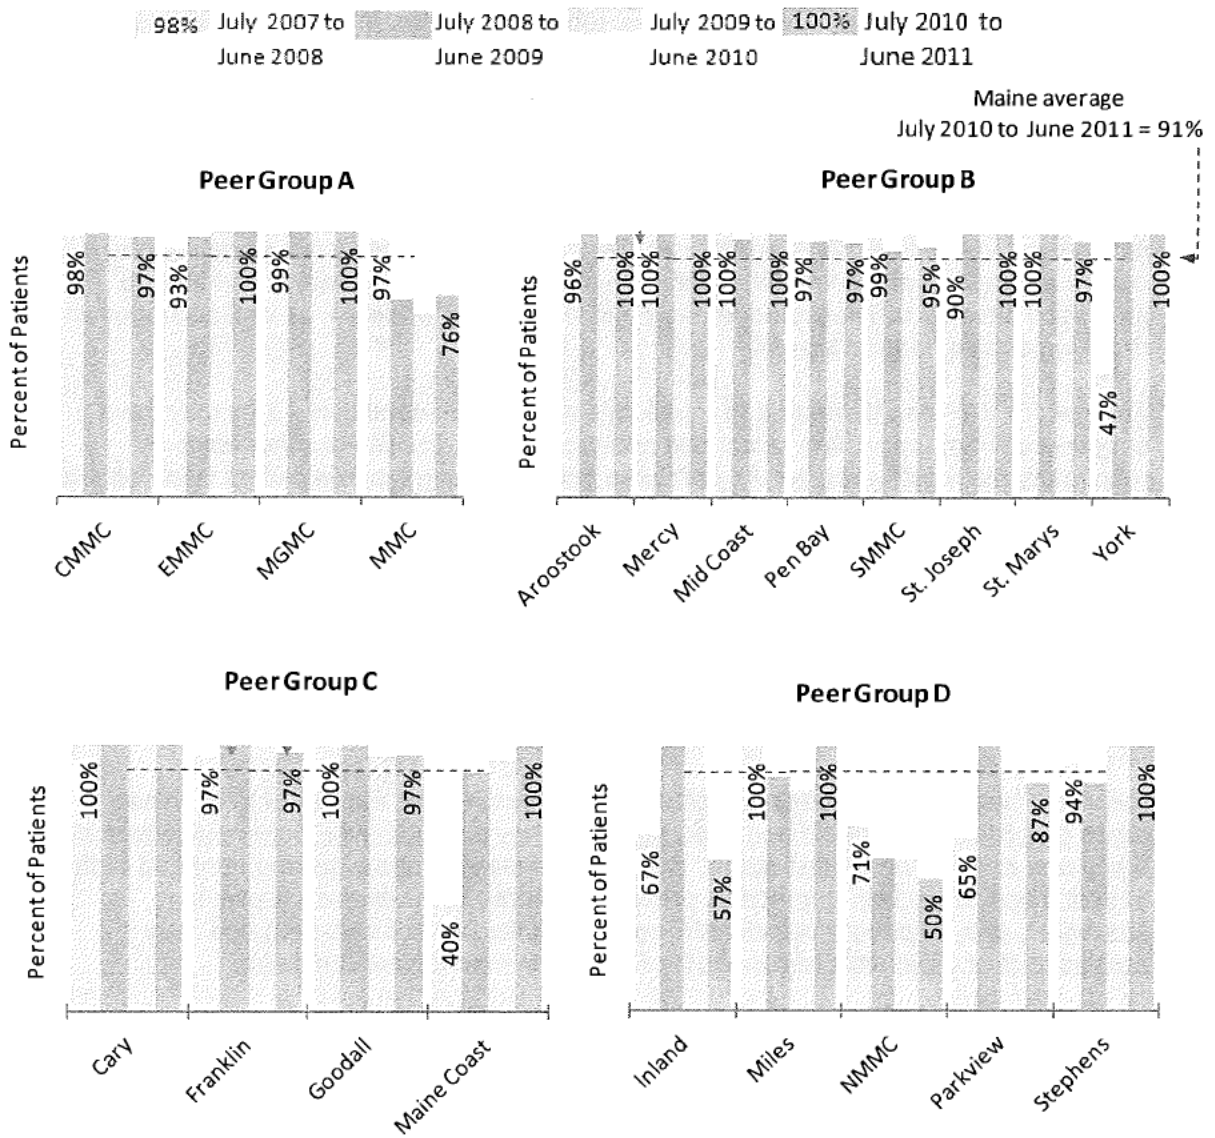 98% July 2007 to July 2008 to July 2009 to 100% July 2010 to
June 2008 June 2009 June 2010 June 2011
Maine average
July 2010 to June 2011 = 91%
Peer Group A
Percent of Patients
98% 97% 93% 100% 99% 100% 97% 76%
CMMC EMMC MGMC MMC
Peer Group B
Percent of Patients
96% 100% 100% 100% 100% 100% 97% 97% 99% 95% 90% 100% 100% 97% 47% 100%
Aroostook Mercy Mid Coast Pen Bay SMMC St. Joseph St. Marys York
Peer Group C
Percent of Patients
100% 97% 97% 100% 97% 40% 100%
Cary Franklin Goodall Maine Coast
Peer Group D
Percent of Patients
67% 57% 100% 100% 71% 50% 65% 87% 94% 100%
Inland Miles NMMC Parkview Stephens